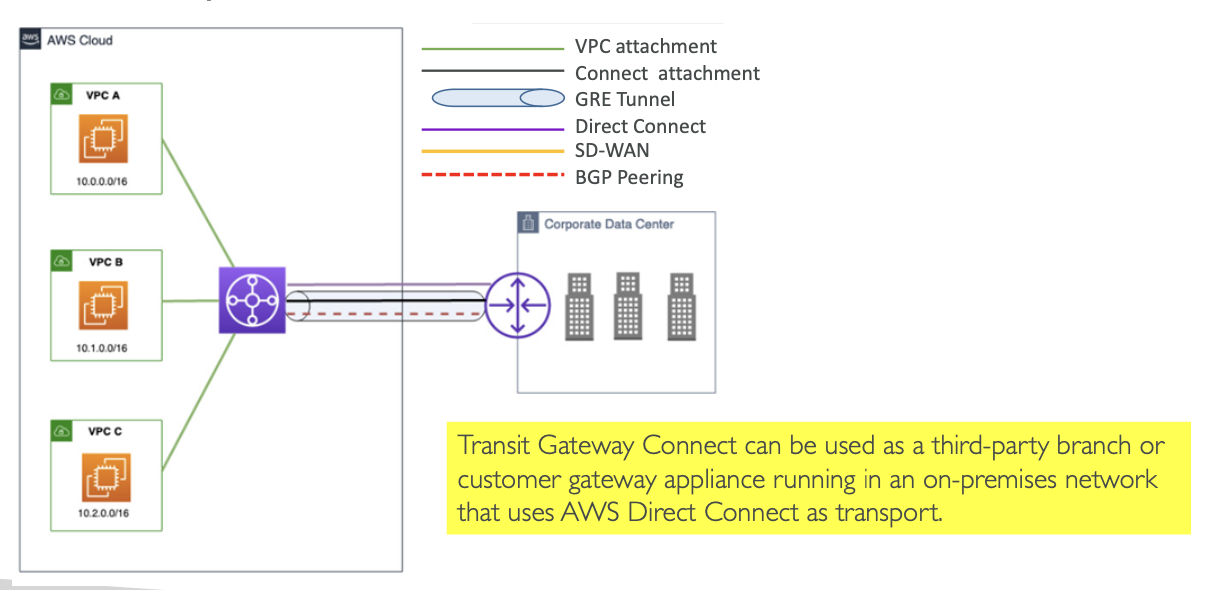 aws AWS Cloud
VPC A
10.0.0.0/16
VPC B
10.1.0.0/16
VPC C
10.2.0.0/16
VPC attachment
Connect attachment
GRE Tunnel
Direct Connect
SD-WAN
BGP Peering
Corporate Data Center
Transit Gateway Connect can be used as a third-party branch or
customer gateway appliance running in an on-premises network
that uses AWS Direct Connect as transport.